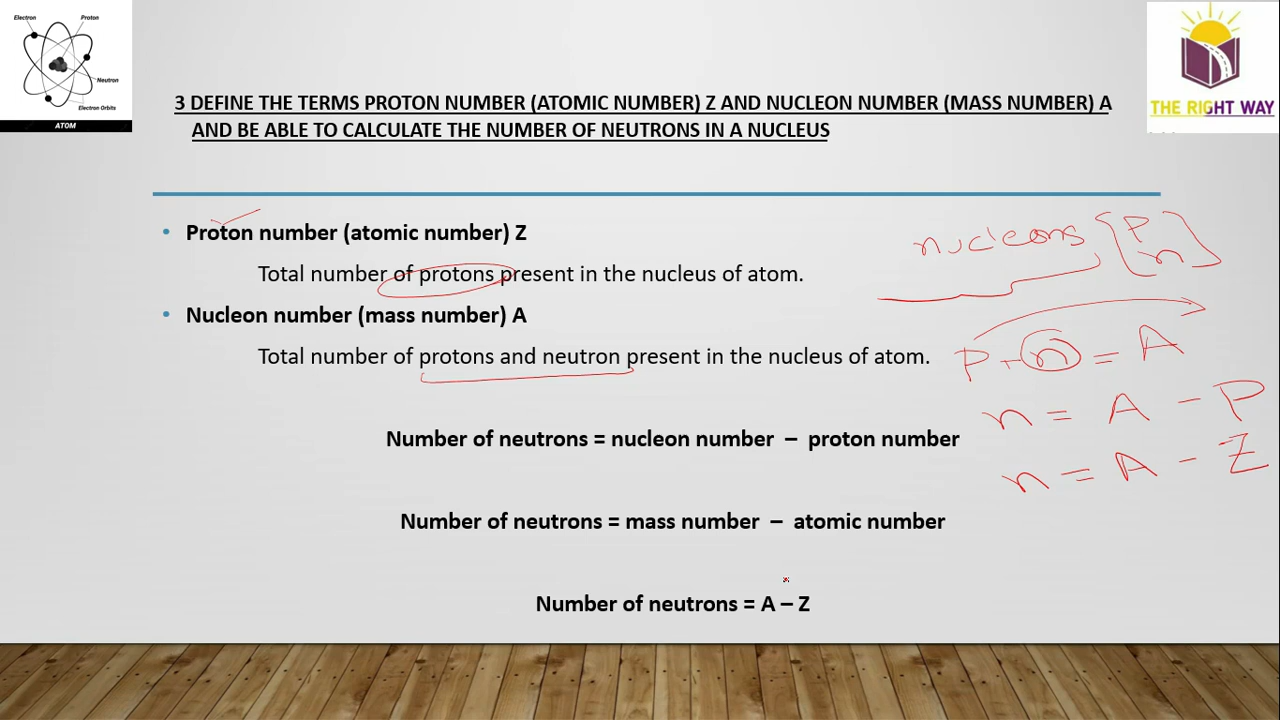 Electron
Proton
Neutron
Electron Orbits
ATOM
THE RIGHT WAY
3 DEFINE THE TERMS PROTON NUMBER (ATOMIC NUMBER) Z AND NUCLEON NUMBER (MASS NUMBER) A
AND BE ABLE TO CALCULATE THE NUMBER OF NEUTRONS IN A NUCLEUS
• Proton number (atomic number) Z
Total number of protons present in the nucleus of atom.
• Nucleon number (mass number) A
Total number of protons and neutron present in the nucleus of atom.
Number of neutrons = nucleon number – proton number
Number of neutrons = mass number – atomic number
Number of neutrons = A – Z
nucleons [P
n]
P + n = A
n = A - P
n = A - Z